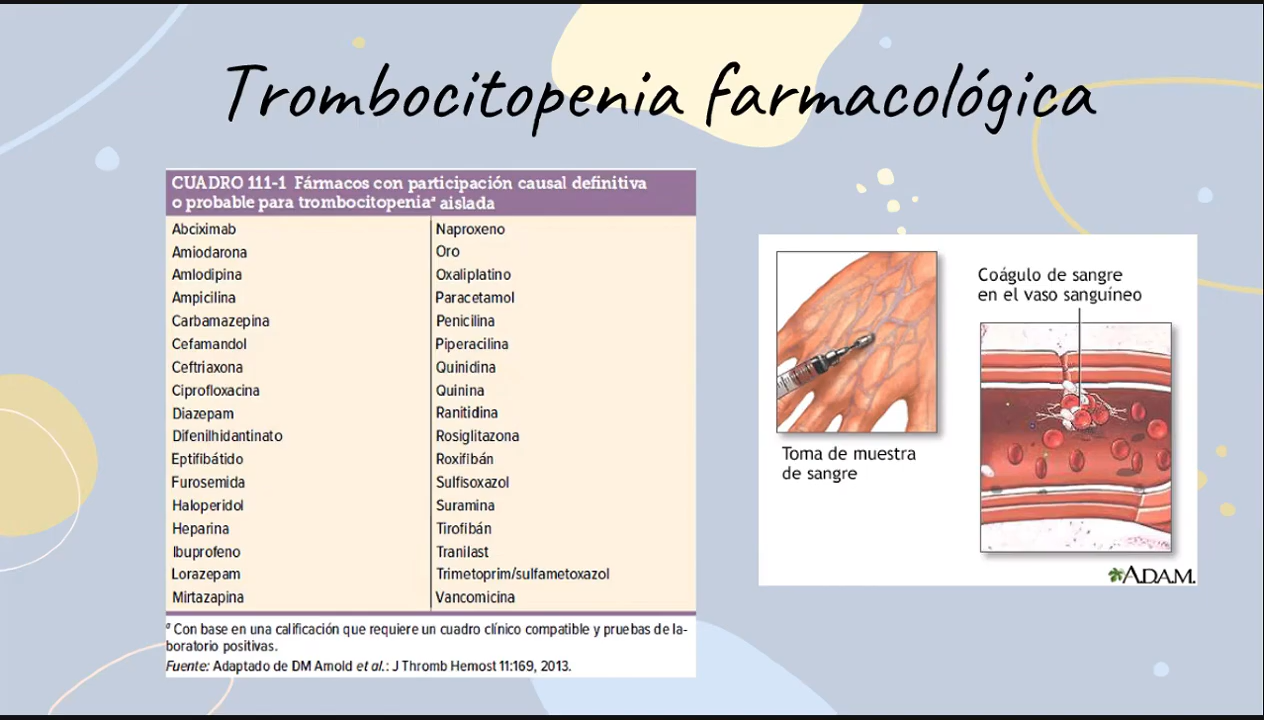 Trombocitopenia farmacológica
CUADRO 111-1 Fármacos con participación causal definitiva
o probable para trombocitopeniaª aislada
Abciximab
Amiodarona
Amlodipina
Ampicilina
Carbamazepina
Cefamandol
Ceftriaxona
Ciprofloxacina
Diazepam
Difenilhidantinato
Eptifibátido
Furosemida
Haloperidol
Heparina
Ibuprofeno
Lorazepam
Mirtazapina
Naproxeno
Oro
Oxaliplatino
Paracetamol
Penicilina
Piperacilina
Quinidina
Quinina
Ranitidina
Rosiglitazona
Roxifibán
Sulfisoxazol
Suramina
Tirofibán
Tranilast
Trimetoprim/sulfametoxazol
Vancomicina
ª Con base en una calificación que requiere un cuadro clínico compatible y pruebas de la-
boratorio positivas.
Fuente: Adaptado de DM Arnold et al.: J Thromb Hemost 11:169, 2013.
Toma de muestra
de sangre
Coágulo de sangre
en el vaso sanguíneo
ADAM.